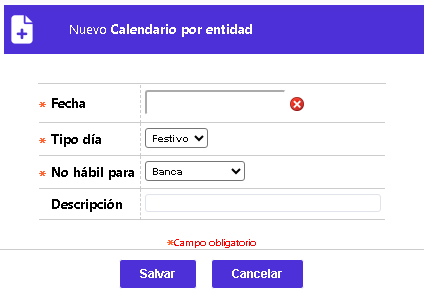 Nuevo Calendario por entidad
* Fecha
* Tipo día Festivo
* No hábil para Banca
Descripción
*Campo obligatorio
Salvar Cancelar